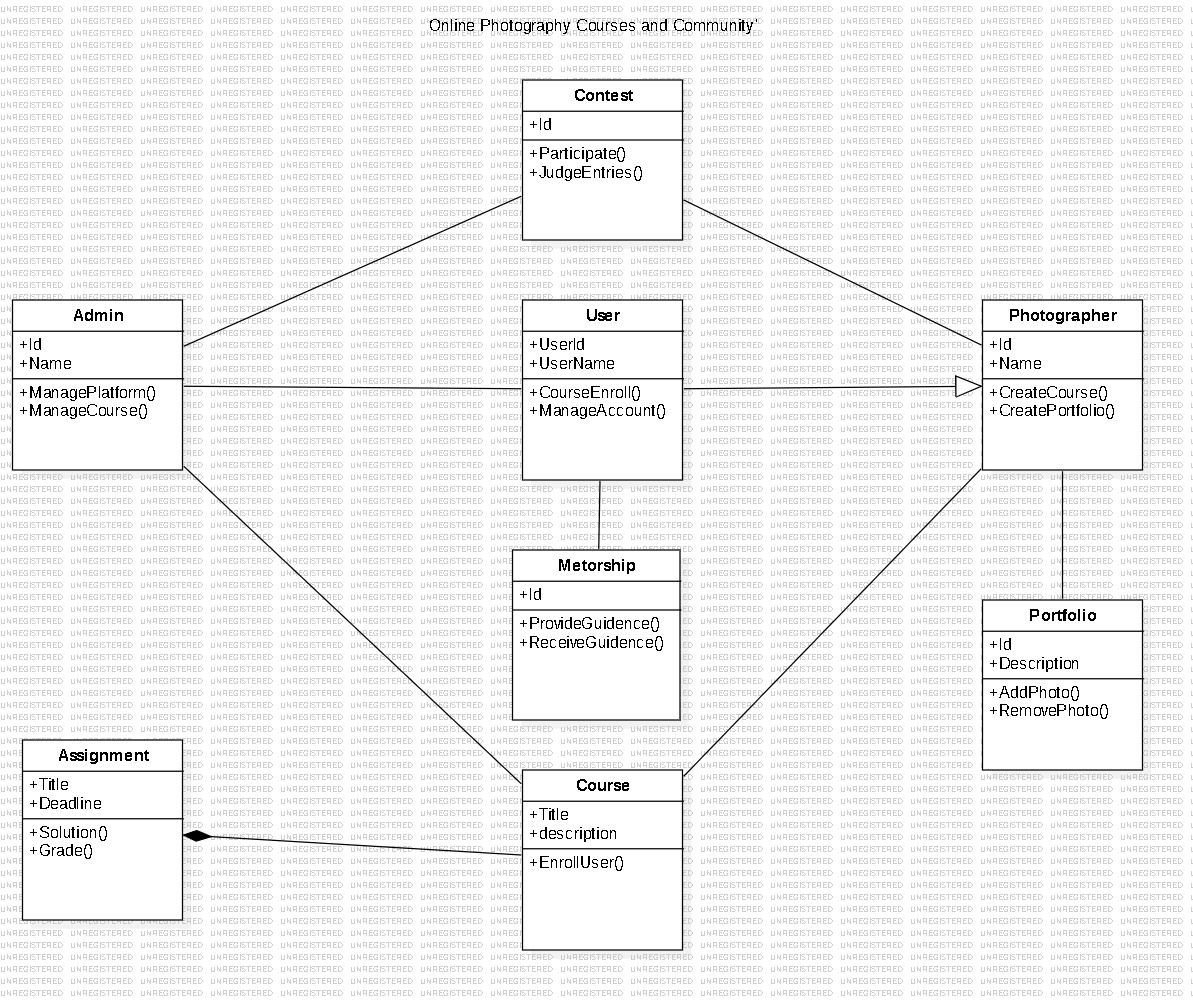 Online Photography Courses and Community'
Contest
+Id
+Participate()
+JudgeEntries()
Admin
+Id
+Name
+ManagePlatform()
+ManageCourse()
User
+UserId
+UserName
+CourseEnroll()
+ManageAccount()
Photographer
+Id
+Name
+CreateCourse()
+CreatePortfolio()
Metorship
+Id
+ProvideGuidence()
+ReceiveGuidence()
Portfolio
+Id
+Description
+AddPhoto()
+RemovePhoto()
Assignment
+Title
+Deadline
+Solution()
+Grade()
Course
+Title
+description
+EnrollUser()
UNREGISTERED